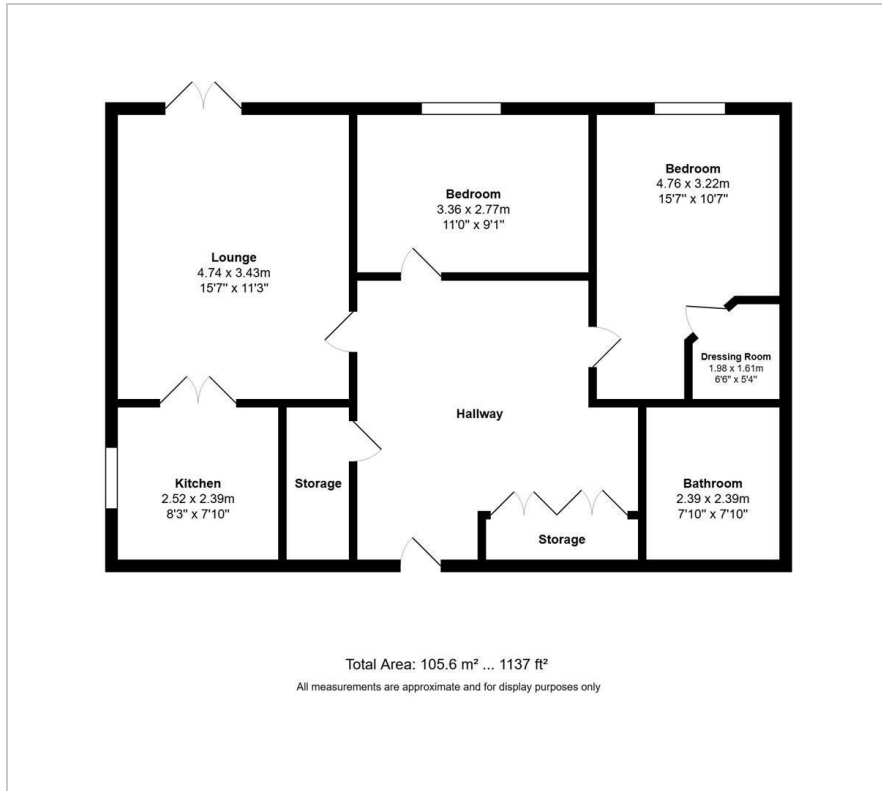 Bedroom
4.76 x 3.22m
15'7" x 10'7"
Bedroom
3.36 x 2.77m
11'0" x 9'1"
Lounge
4.74 x 3.43m
15'7" x 11'3"
Dressing Room
1.98 x 1.61m
6'6" x 5'4"
Hallway
Kitchen
2.52 x 2.39m
8'3" x 7'10"
Storage
Bathroom
2.39 x 2.39m
7'10" x 7'10"
Storage
Total Area: 105.6 m² ... 1137 ft²
All measurements are approximate and for display purposes only